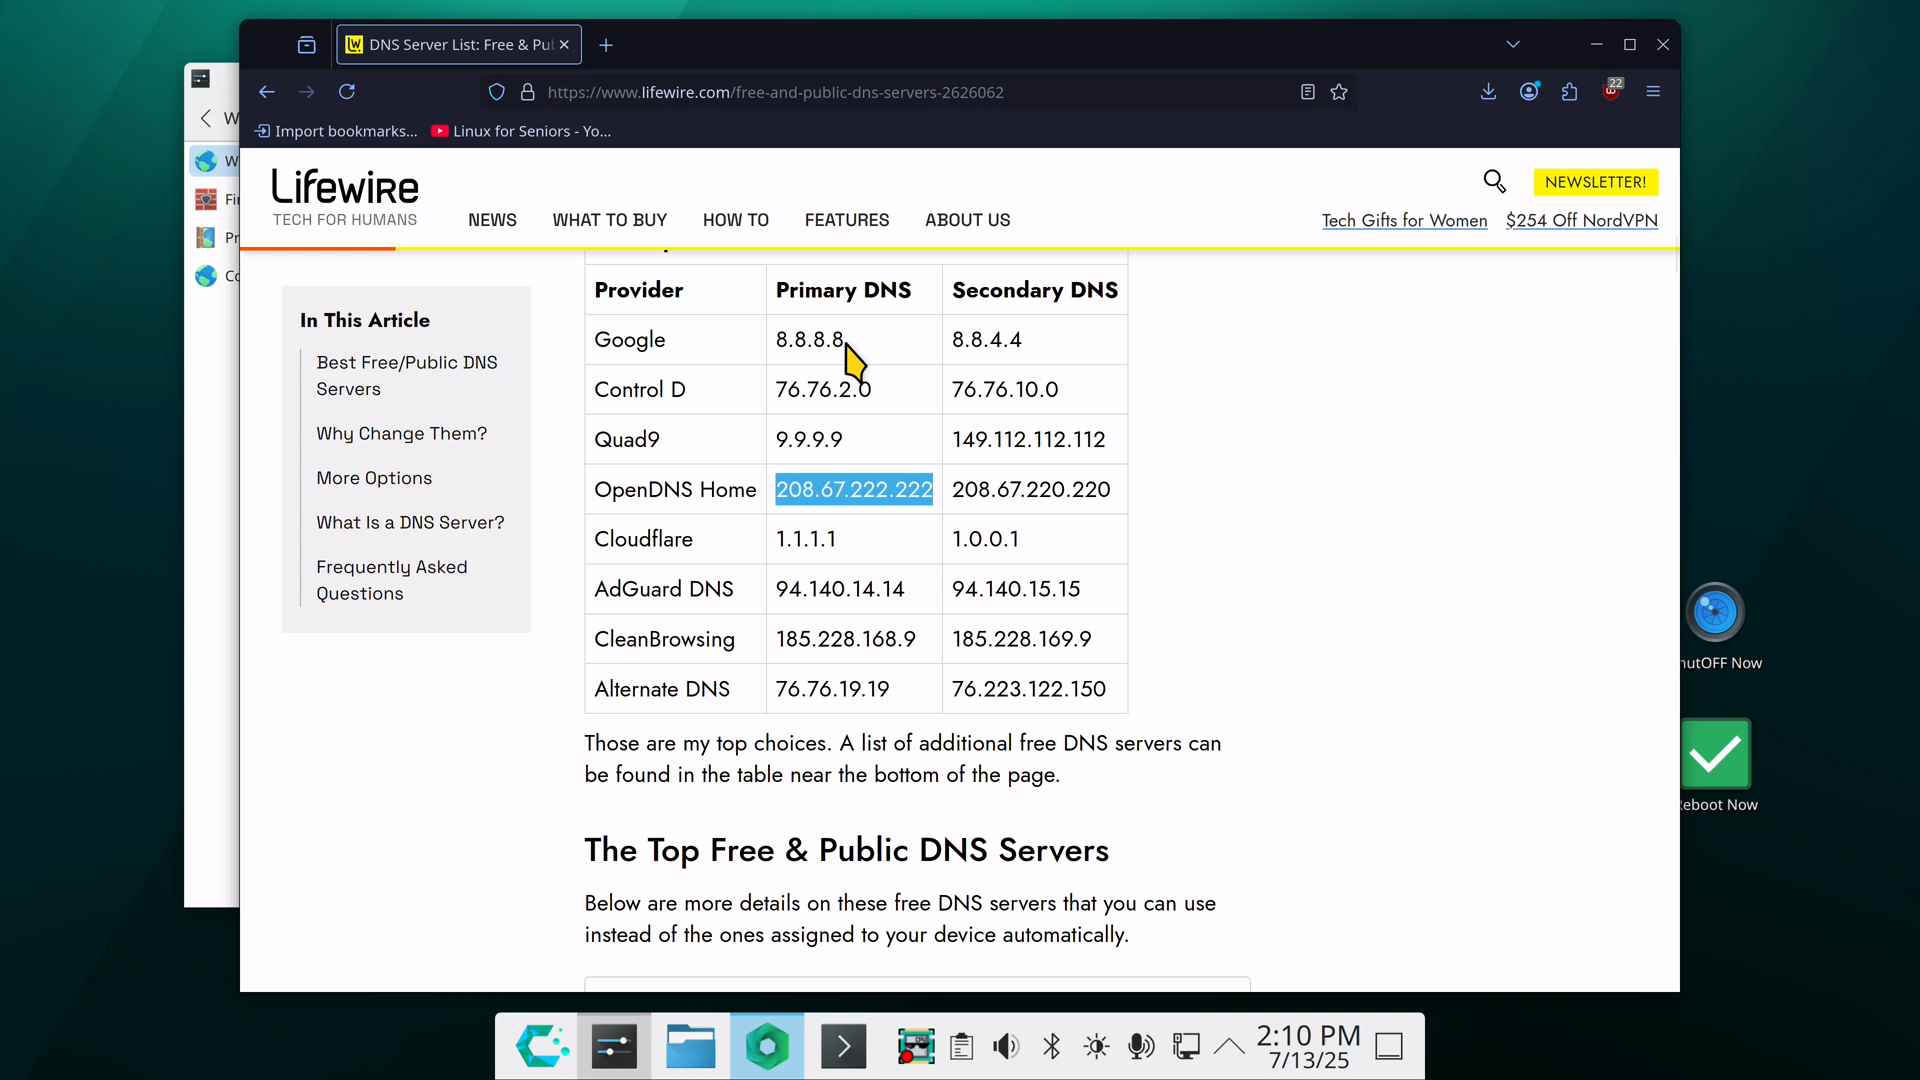 DNS Server List: Free & Pu
https://www.lifewire.com/free-and-public-dns-servers-2626062
22
Import bookmarks...
Linux for Seniors - Yo...
W
W
Fi
Pr
Co
Lifewire
TECH FOR HUMANS
NEWS
WHAT TO BUY
HOW TO
FEATURES
ABOUT US
NEWSLETTER!
Tech Gifts for Women
$254 Off NordVPN
In This Article
Best Free/Public DNS
Servers
Why Change Them?
More Options
What Is a DNS Server?
Frequently Asked
Questions
Provider Primary DNS Secondary DNS
Google 8.8.8.8 8.8.4.4
Control D 76.76.2.0 76.76.10.0
Quad9 9.9.9.9 149.112.112.112
OpenDNS Home 208.67.222.222 208.67.220.220
Cloudflare 1.1.1.1 1.0.0.1
AdGuard DNS 94.140.14.14 94.140.15.15
CleanBrowsing 185.228.168.9 185.228.169.9
Alternate DNS 76.76.19.19 76.223.122.150
Those are my top choices. A list of additional free DNS servers can
be found in the table near the bottom of the page.
The Top Free & Public DNS Servers
Below are more details on these free DNS servers that you can use
instead of the ones assigned to your device automatically.
hutOFF Now
eboot Now
2:10 PM
7/13/25